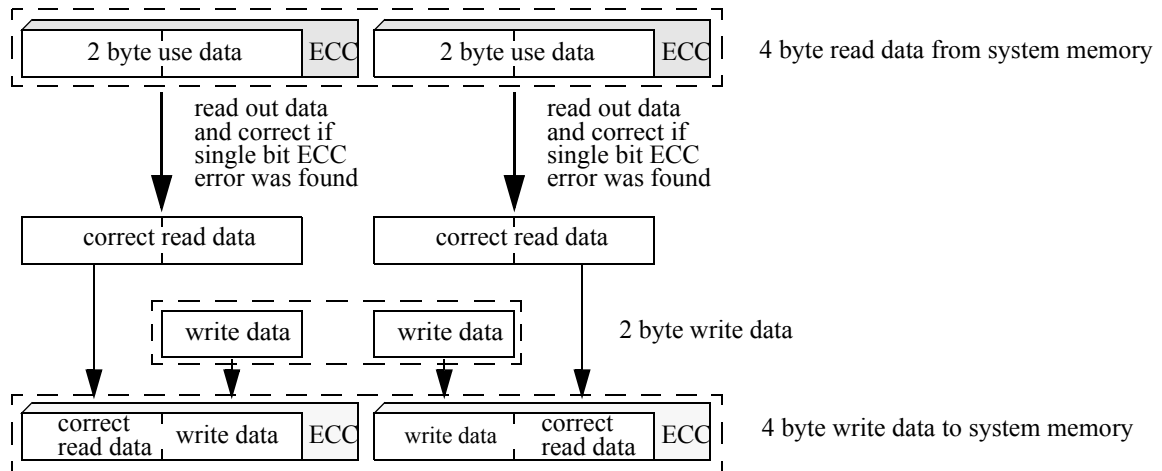 2 byte use data ECC 2 byte use data ECC 4 byte read data from system memory
read out data
and correct if
single bit ECC
error was found
read out data
and correct if
single bit ECC
error was found
correct read data correct read data
write data write data 2 byte write data
correct
read data write data ECC write data correct
read data ECC 4 byte write data to system memory